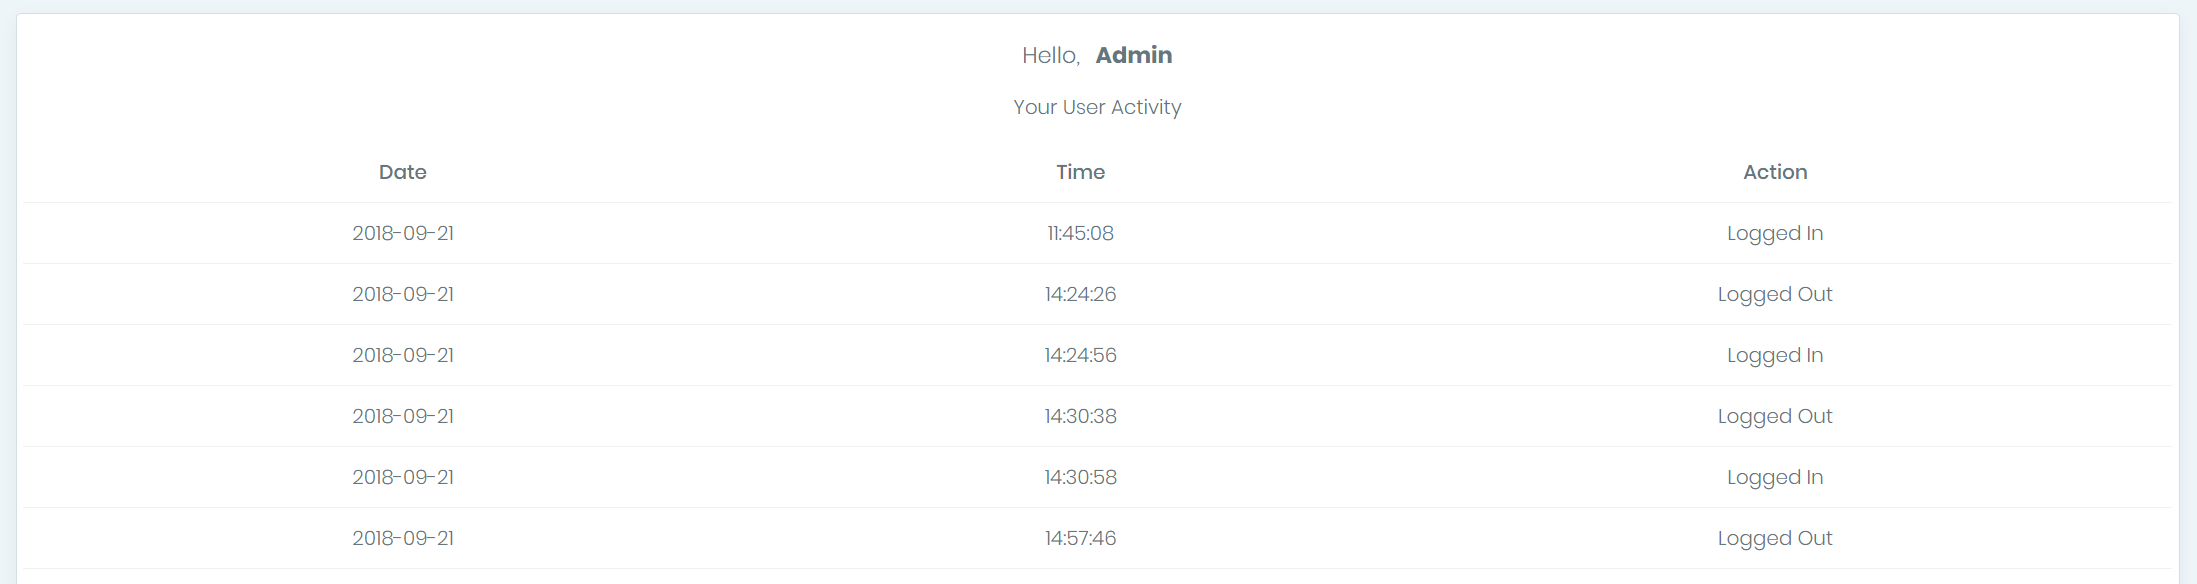 Hello, Admin
Your User Activity
Date Time Action
2018-09-21 11:45:08 Logged In
2018-09-21 14:24:26 Logged Out
2018-09-21 14:24:56 Logged In
2018-09-21 14:30:38 Logged Out
2018-09-21 14:30:58 Logged In
2018-09-21 14:57:46 Logged Out